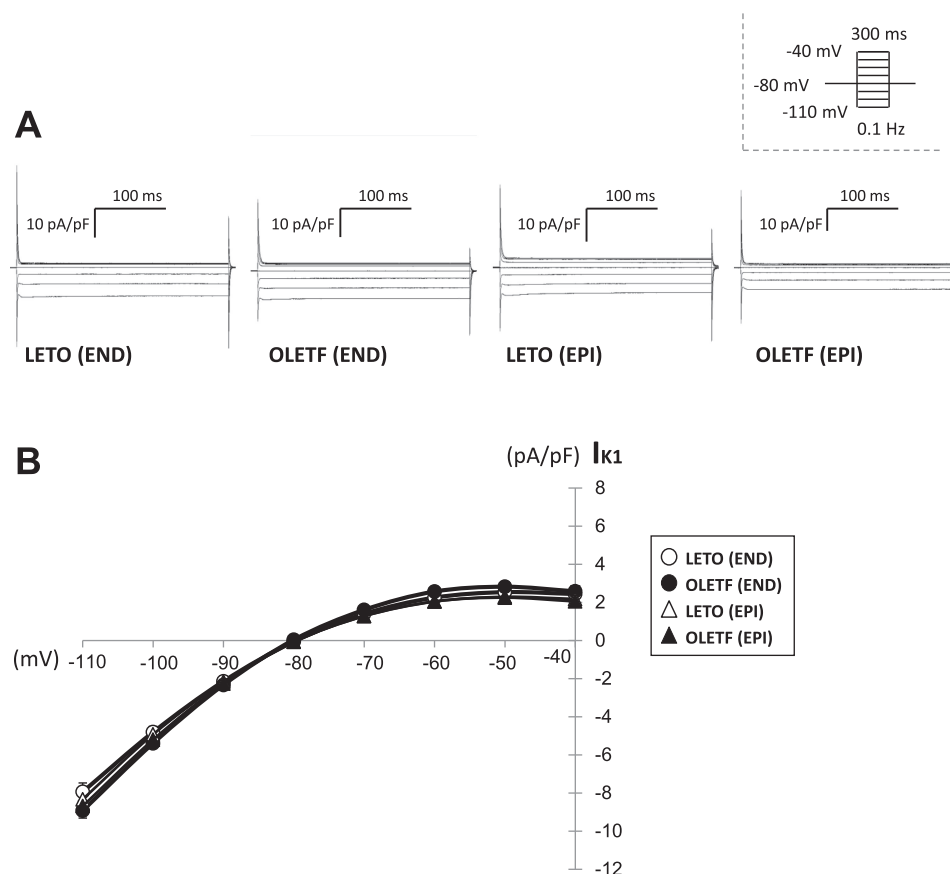 300 ms
-40 mV
-80 mV
-110 mV
0.1 Hz
A
100 ms 100 ms 100 ms 100 ms
10 pA/pF 10 pA/pF 10 pA/pF 10 pA/pF
LETO (END) OLETF (END) LETO (EPI) OLETF (EPI)
B
(pA/pF) IK1
8
6
4
2
0
(mV) -110 -100 -90 -80 -70 -60 -50 -40
-2
-4
-6
-8
-10
-12
LETO (END)
OLETF (END)
LETO (EPI)
OLETF (EPI)